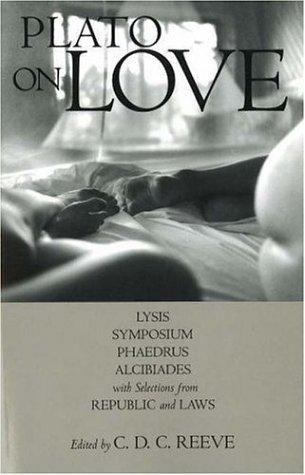 PLATO
ON LOVE
LYSIS
SYMPOSIUM
PHAEDRUS
ALCIBIADES
with Selections from
REPUBLIC and LAWS
Edited by C. D. C. REEVE